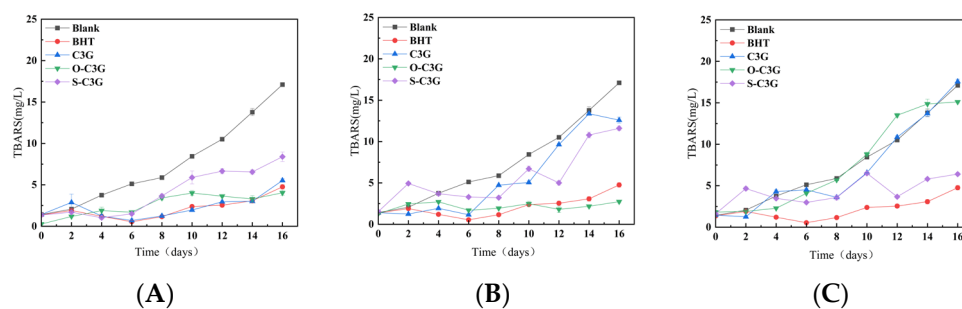 25
20
15
10
5
0
TBARS(mg/L)
Blank
BHT
C3G
O-C3G
S-C3G
0 2 4 6 8 10 12 14 16
Time（days）
(A)
25
20
15
10
5
0
TBARS(mg/L)
Blank
BHT
C3G
O-C3G
S-C3G
0 2 4 6 8 10 12 14 16
Time（days）
(B)
25
20
15
10
5
0
TBARS(mg/L)
Blank
BHT
C3G
O-C3G
S-C3G
0 2 4 6 8 10 12 14 16
Time（days）
(C)